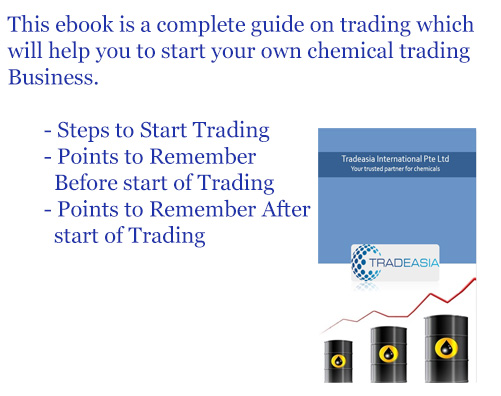 This ebook is a complete guide on trading which
will help you to start your own chemical trading
Business.
- Steps to Start Trading
- Points to Remember
Before start of Trading
- Points to Remember After
start of Trading
Tradeasia International Pte Ltd
Your trusted partner for chemicals
TRADEASIA